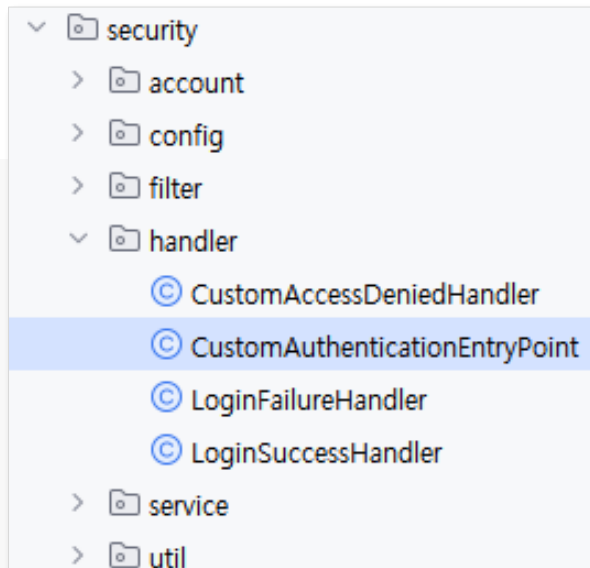 security
account
config
filter
handler
CustomAccessDeniedHandler
CustomAuthenticationEntryPoint
LoginFailureHandler
LoginSuccessHandler
service
util